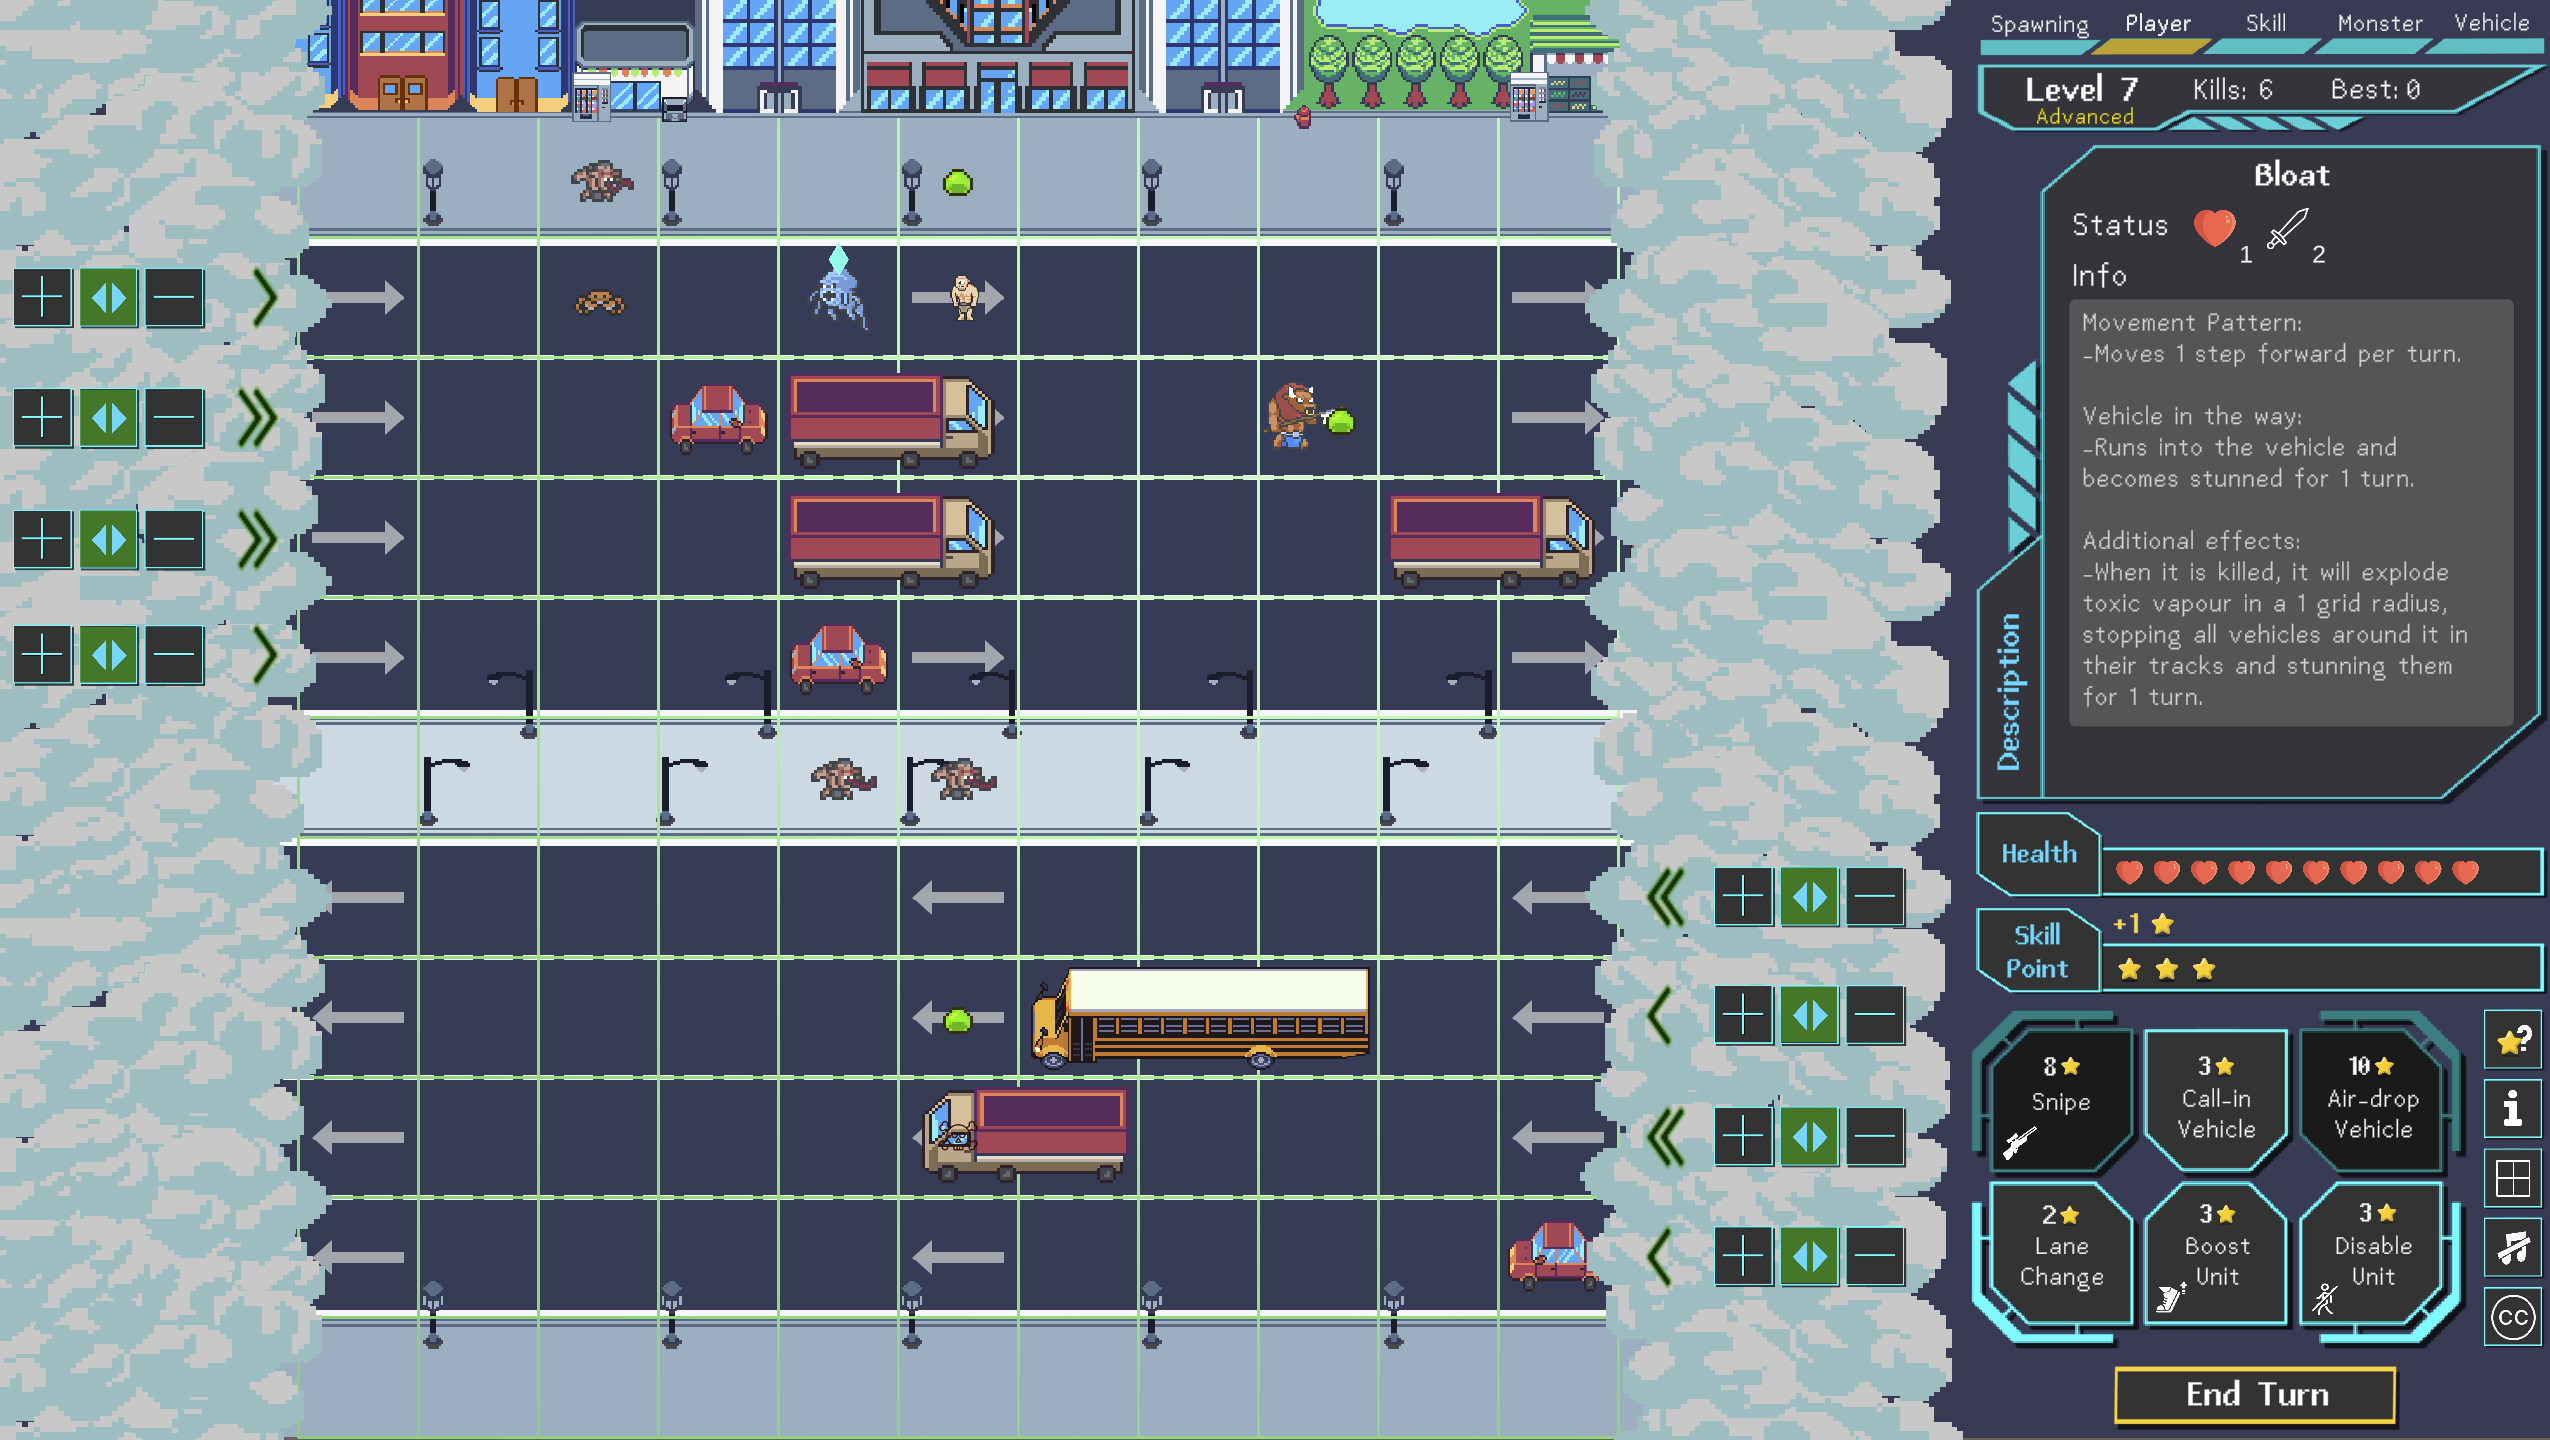 Spawning Player Skill Monster Vehicle
Level 7 Kills: 6 Best: 0
Advanced
Bloat
Status 1 2
Info
Movement Pattern:
-Moves 1 step forward per turn.
Vehicle in the way:
-Runs into the vehicle and
becomes stunned for 1 turn.
Additional effects:
-When it is killed, it will explode
toxic vapour in a 1 grid radius,
stopping all vehicles around it in
their tracks and stunning them
for 1 turn.
Description
Health
+1
Skill
Point
8
Snipe
3
Call-in
Vehicle
10
Air-drop
Vehicle
2
Lane
Change
3
Boost
Unit
3
Disable
Unit
?
i
CC
End Turn